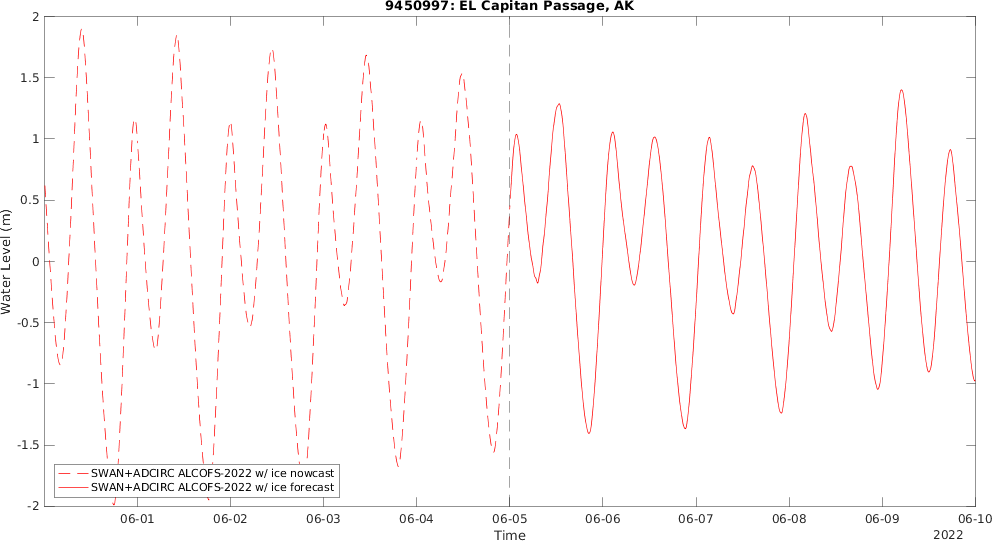 9450997: EL Capitan Passage, AK
2
1.5
1
0.5
0
-0.5
-1
-1.5
-2
Water Level (m)
SWAN+ADCIRC ALCOFS-2022 w/ ice nowcast
SWAN+ADCIRC ALCOFS-2022 w/ ice forecast
06-01 06-02 06-03 06-04 06-05 06-06 06-07 06-08 06-09 06-10
Time
2022